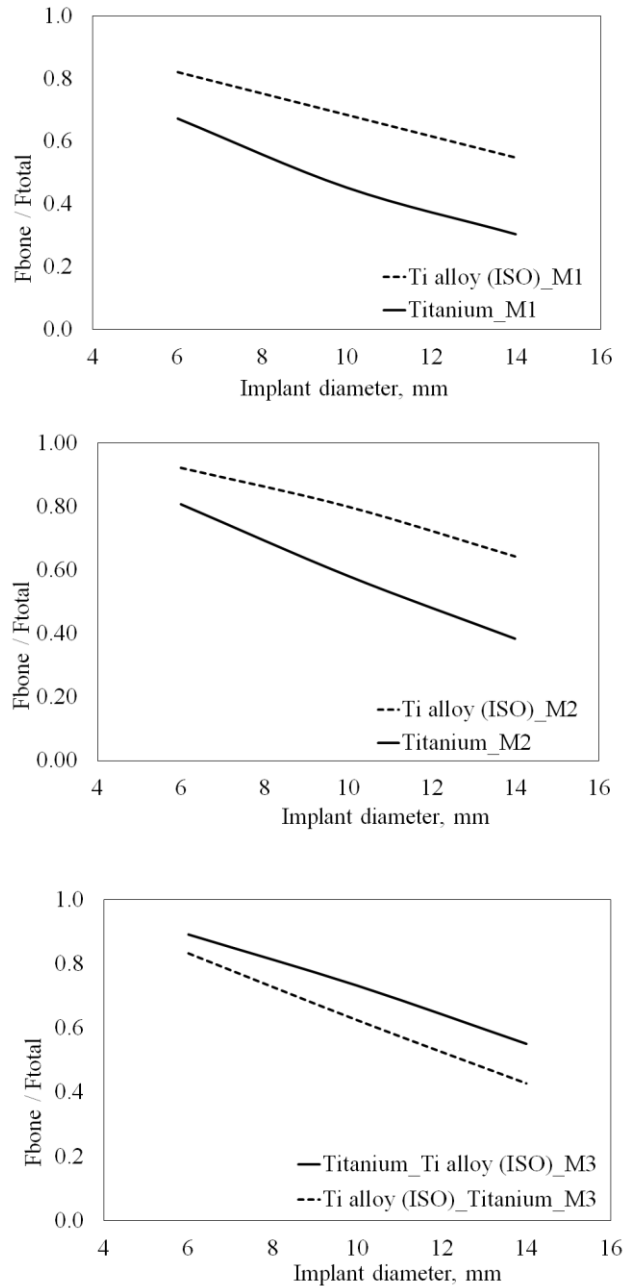 1.0
0.8
0.6
0.4
0.2
0.0
Fbone / Ftotal
Ti alloy (ISO)_M1
Titanium_M1
4 6 8 10 12 14 16
Implant diameter, mm
1.00
0.80
0.60
0.40
0.20
0.00
Fbone / Ftotal
Ti alloy (ISO)_M2
Titanium_M2
4 6 8 10 12 14 16
Implant diameter, mm
1.0
0.8
0.6
0.4
0.2
0.0
Fbone / Ftotal
Titanium_Ti alloy (ISO)_M3
Ti alloy (ISO)_Titanium_M3
4 6 8 10 12 14 16
Implant diameter, mm